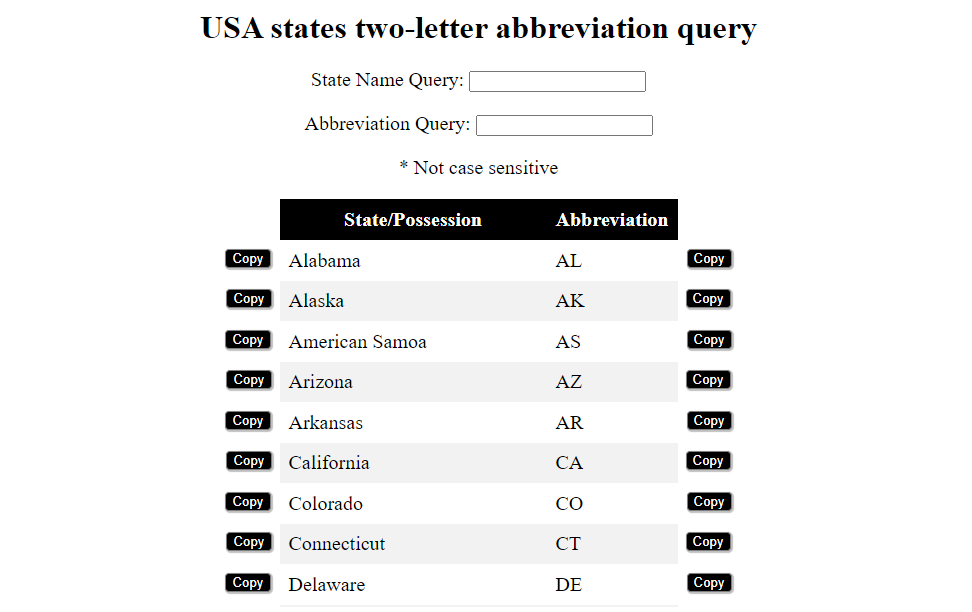 USA states two-letter abbreviation query
State Name Query:
Abbreviation Query:
* Not case sensitive
State/Possession Abbreviation
Copy Alabama AL Copy
Copy Alaska AK Copy
Copy American Samoa AS Copy
Copy Arizona AZ Copy
Copy Arkansas AR Copy
Copy California CA Copy
Copy Colorado CO Copy
Copy Connecticut CT Copy
Copy Delaware DE Copy